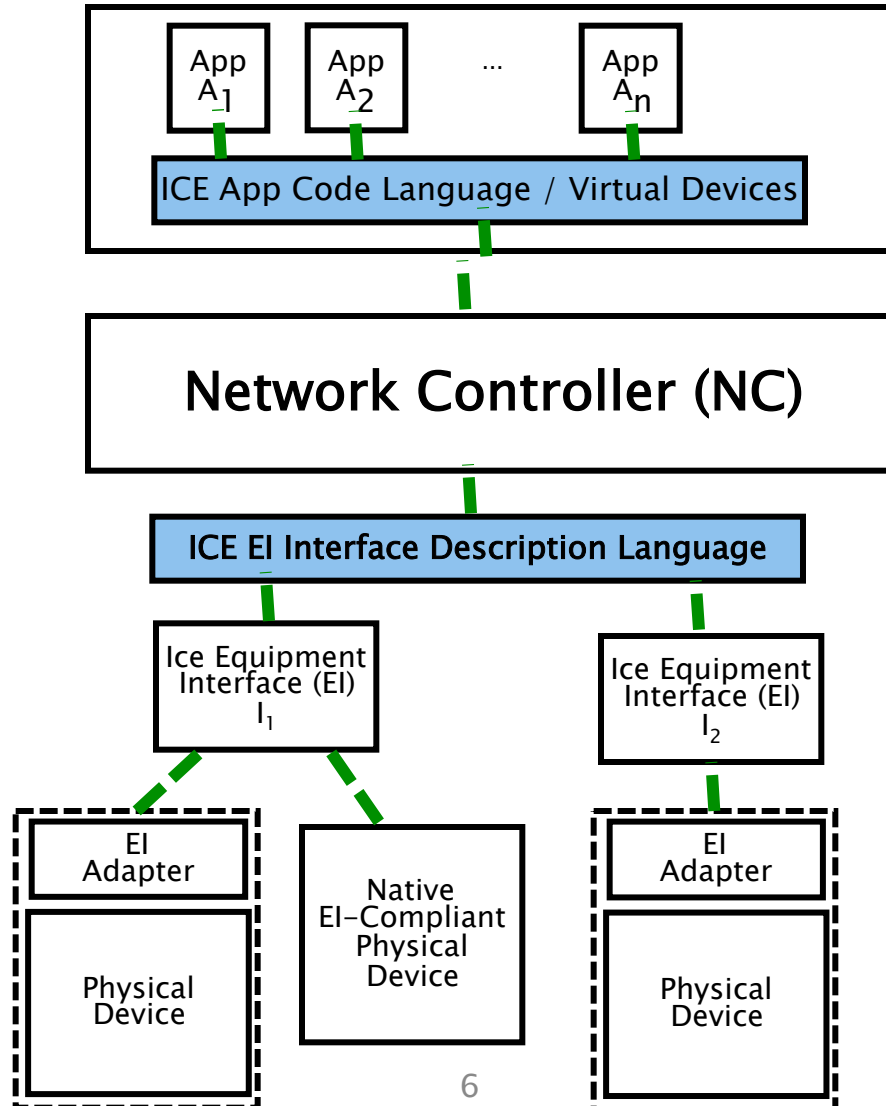 App
A1
App
A2
...
App
An
ICE App Code Language / Virtual Devices
Network Controller (NC)
ICE EI Interface Description Language
Ice Equipment
Interface (EI)
I1
Ice Equipment
Interface (EI)
I2
EI
Adapter
Physical
Device
Native
EI-Compliant
Physical
Device
EI
Adapter
Physical
Device
6